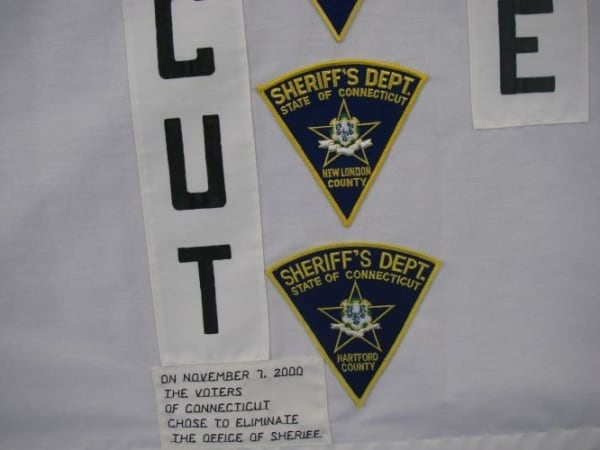 C
U
T
E
SHERIFF'S DEPT.
STATE OF CONNECTICUT
NEW LONDON
COUNTY
SHERIFF'S DEPT.
STATE OF CONNECTICUT
HARTFORD
COUNTY
ON NOVEMBER 7, 2000
THE VOTERS
OF CONNECTICUT
CHOSE TO ELIMINATE
THE OFFICE OF SHERIFF